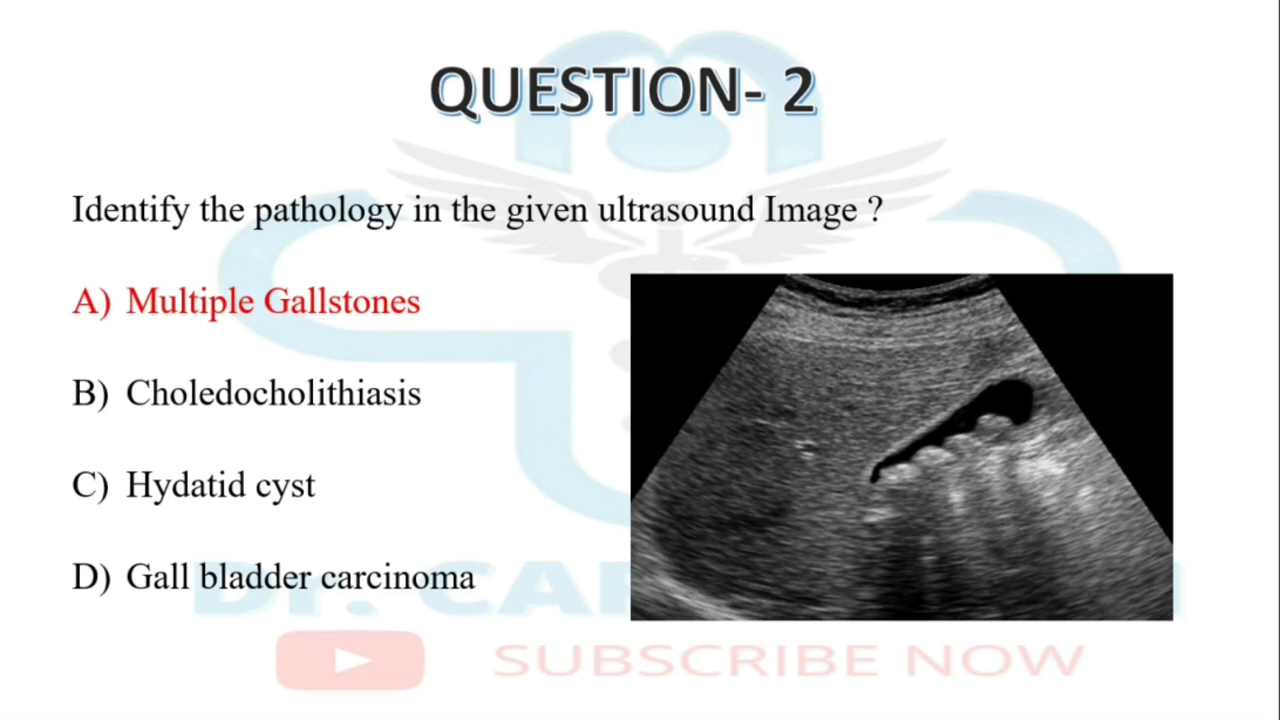 QUESTION- 2
Identify the pathology in the given ultrasound Image ?
A) Multiple Gallstones
B) Choledocholithiasis
C) Hydatid cyst
D) Gall bladder carcinoma
SUBSCRIBE NOW